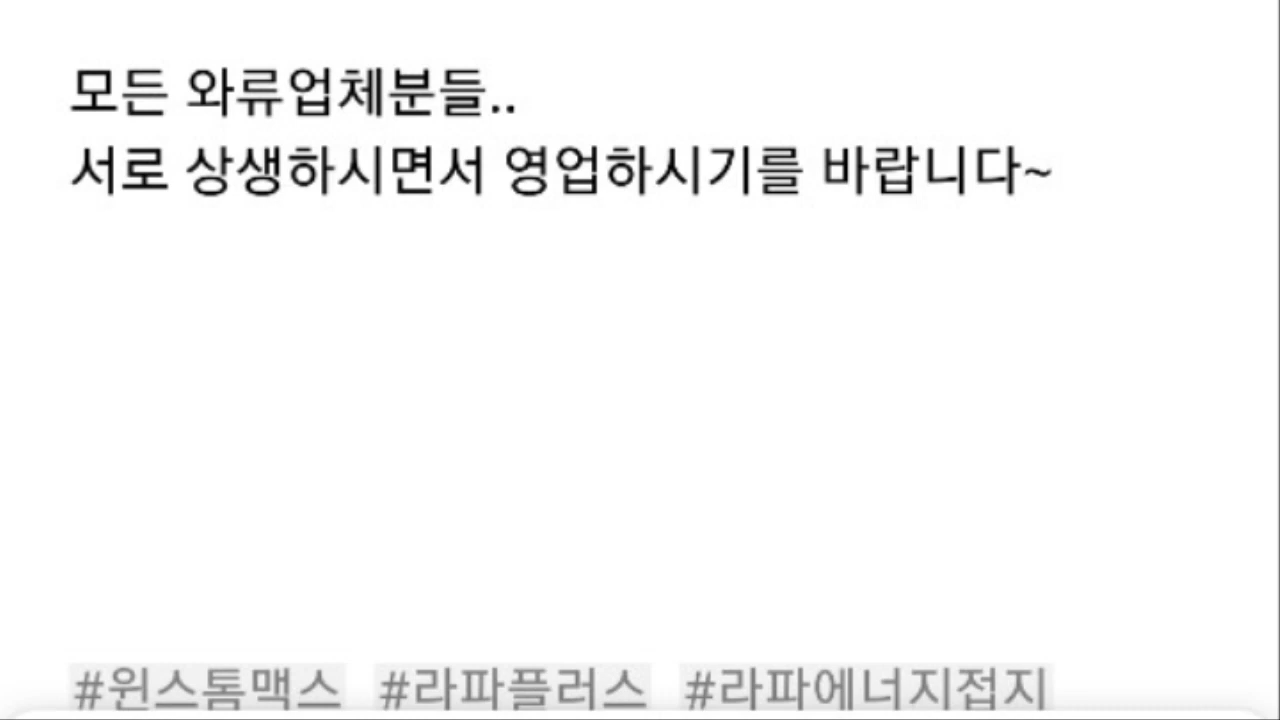 모든 와류업체분들..
서로 상생하시면서 영업하시기를 바랍니다~
#윈스톰맥스 #라파플러스 #라파에너지접지